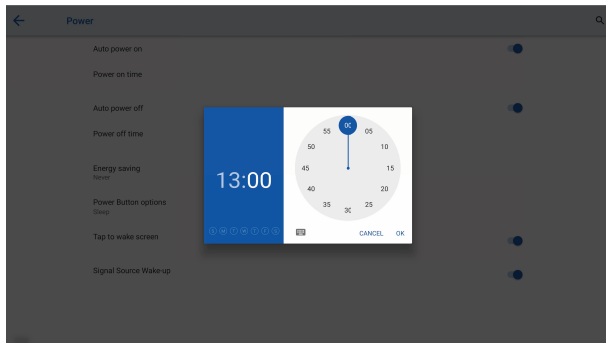 Power
Auto power on
Power on time
Auto power off
Power off time
Energy saving
Never
Power Button options
Sleep
Tap to wake screen
Signal Source Wake-up
13:00
S M T W T F S
00
05
10
15
20
25
30
35
40
45
50
55
CANCEL OK